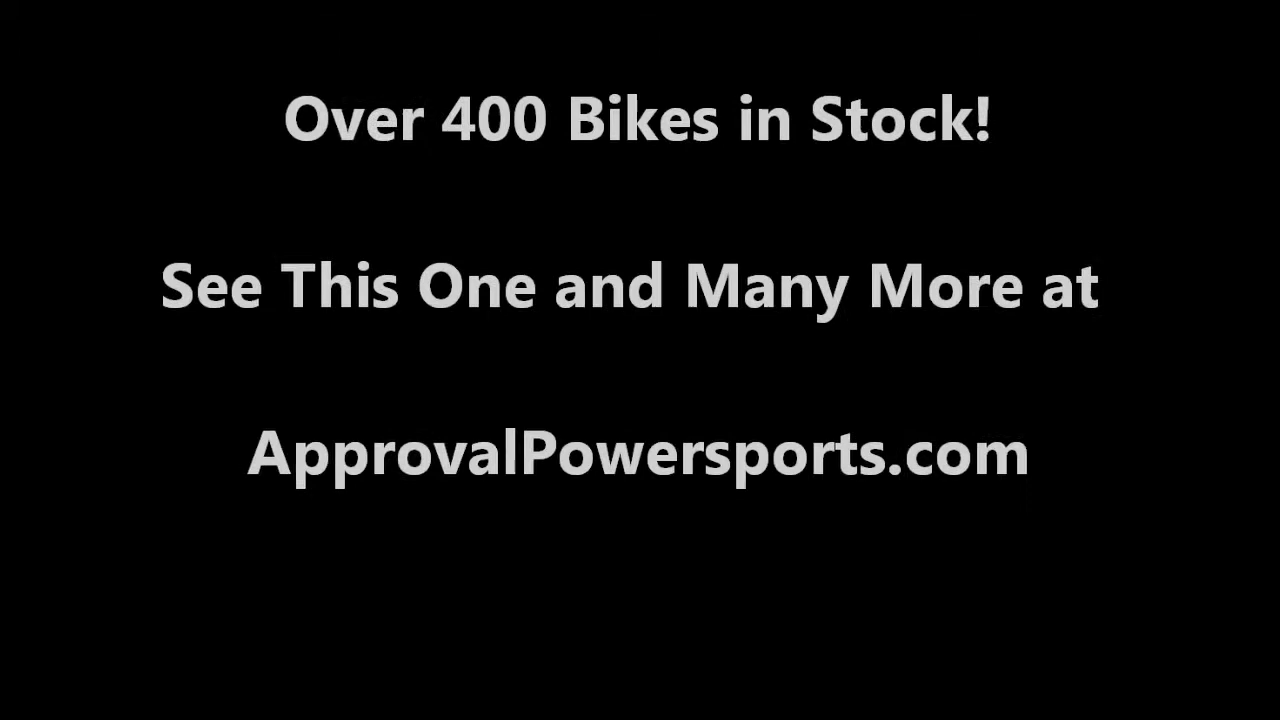 Over 400 Bikes in Stock!
See This One and Many More at
ApprovalPowersports.com